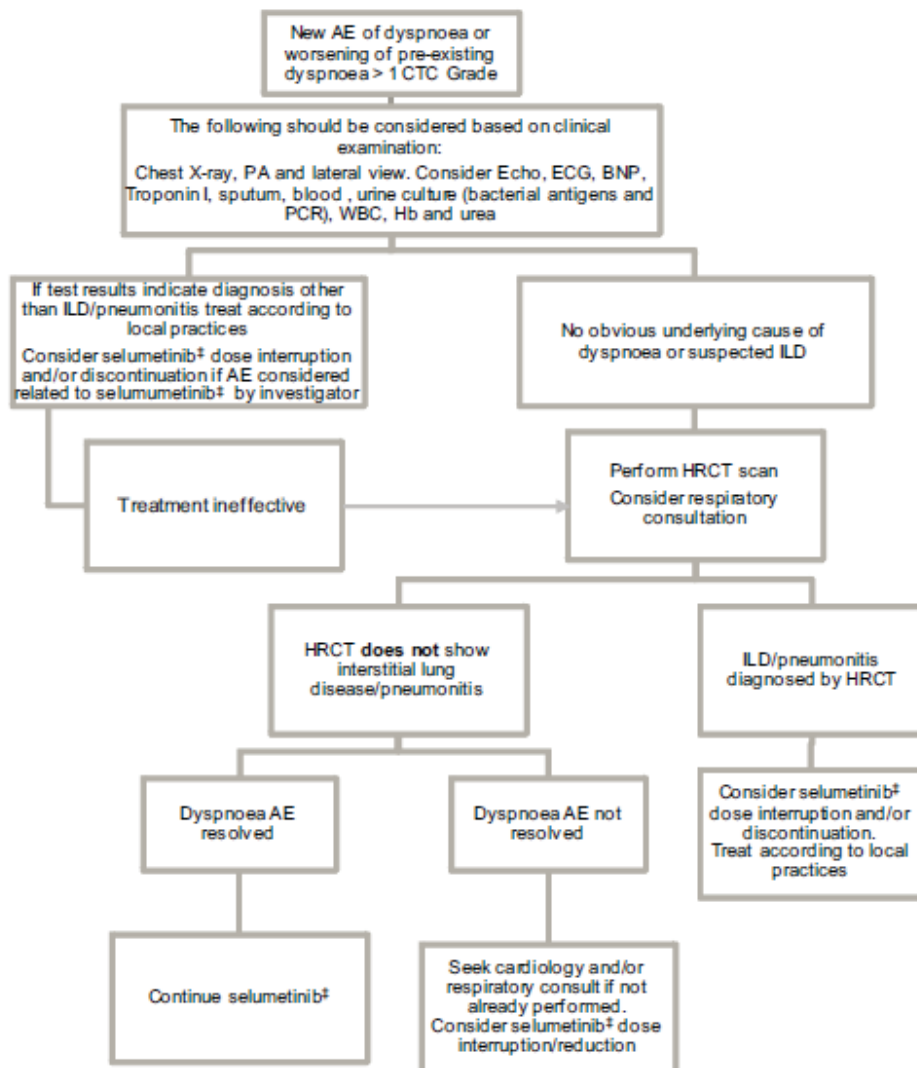 New AE of dyspnoea or
worsening of pre-existing
dyspnoea > 1 CTC Grade
The following should be considered based on clinical
examination:
Chest X-ray, PA and lateral view. Consider Echo, ECG, BNP,
Troponin I, sputum, blood , urine culture (bacterial antigens and
PCR), WBC, Hb and urea
If test results indicate diagnosis other
than ILD/pneumonitis treat according to
local practices
Consider selumetinib‡ dose interruption
and/or discontinuation if AE considered
related to selumumetinib‡ by investigator
No obvious underlying cause of
dyspnoea or suspected ILD
Treatment ineffective
Perform HRCT scan
Consider respiratory
consultation
HRCT does not show
interstitial lung
disease/pneumonitis
ILD/pneumonitis
diagnosed by HRCT
Dyspnoea AE
resolved
Dyspnoea AE not
resolved
Consider selumetinib‡
dose interruption and/or
discontinuation.
Treat according to local
practices
Continue selumetinib‡
Seek cardiology and/or
respiratory consult if not
already performed.
Consider selumetinib‡ dose
interruption/reduction